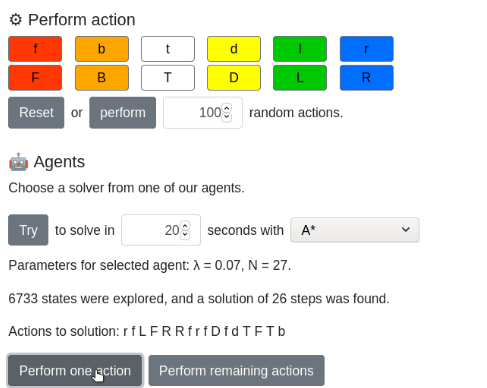 ⚙ Perform action
f b t d l r
F B T D L R
Reset or perform 100 random actions.
🤖 Agents
Choose a solver from one of our agents.
Try to solve in 20 seconds with A*
Parameters for selected agent: λ = 0.07, N = 27.
6733 states were explored, and a solution of 26 steps was found.
Actions to solution: r f L F R R f r f D f d T F T b
Perform one action Perform remaining actions